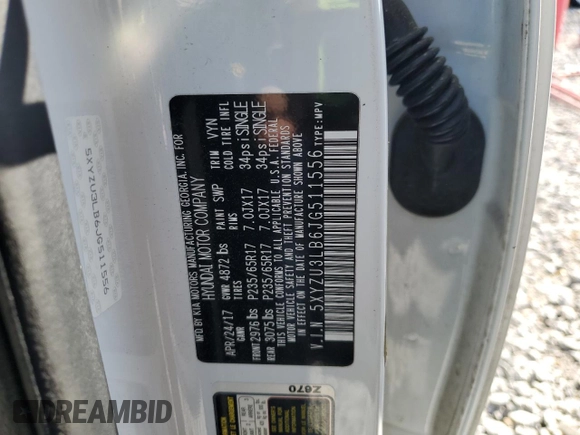 MFD.BY KIA MOTORS MANUFACTURING GEORGIA, INC. FOR
HYUNDAI MOTOR COMPANY
APR/24/17 GVWR 4872 lbs PAINT SWP TRIM VYN
GAWR TIRES RIMS COLD TIRE INFL
FRONT 2976 lbs P235/65R17 7.0JX17 34psi SINGLE
REAR 3075 lbs P235/65R17 7.0JX17 34psi SINGLE
THIS VEHICLE CONFORMS TO ALL APPLICABLE U.S.A. FEDERAL
MOTOR VEHICLE SAFETY, BUMPER, AND THEFT PREVENTION
STANDARDS IN EFFECT ON THE DATE OF MANUFACTURE SHOWN ABOVE.
V.I.N 5XYZU3LB6JG511556 TYPE:MPV
5XYZU3LB6JG511556
Z670
DREAMBID